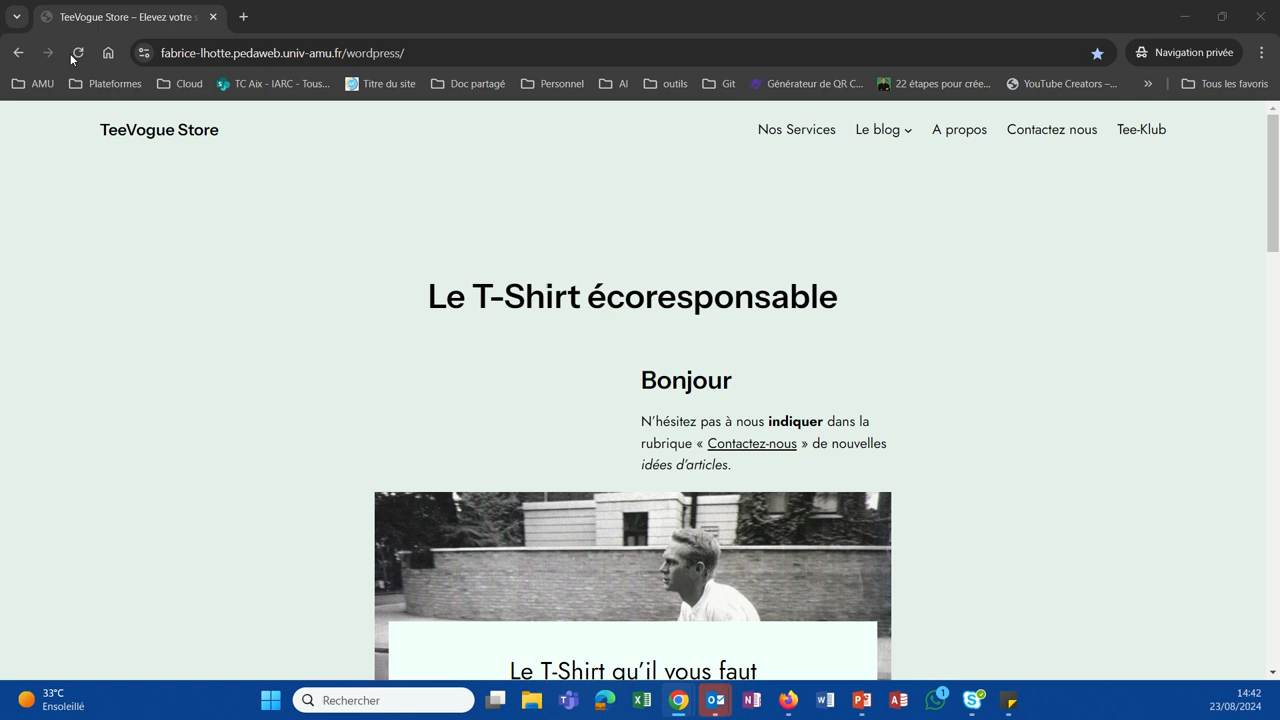 TeeVogue Store – Elevez votre s
fabrice-lhotte.pedaweb.univ-amu.fr/wordpress/
Navigation privée
AMU
Plateformes
Cloud
TC Aix - IARC - Tous...
Titre du site
Doc partagé
Personnel
AI
outils
Git
Générateur de QR C...
22 étapes pour crée...
YouTube Creators –...
Tous les favoris
TeeVogue Store
Nos Services
Le blog
A propos
Contactez nous
Tee-Klub
Le T-Shirt écoresponsable
Bonjour
N'hésitez pas à nous indiquer dans la
rubrique « Contactez-nous » de nouvelles
idées d'articles.
Le T-Shirt qu'il vous faut
33°C
Ensoleillé
Rechercher
1
14:42
23/08/2024